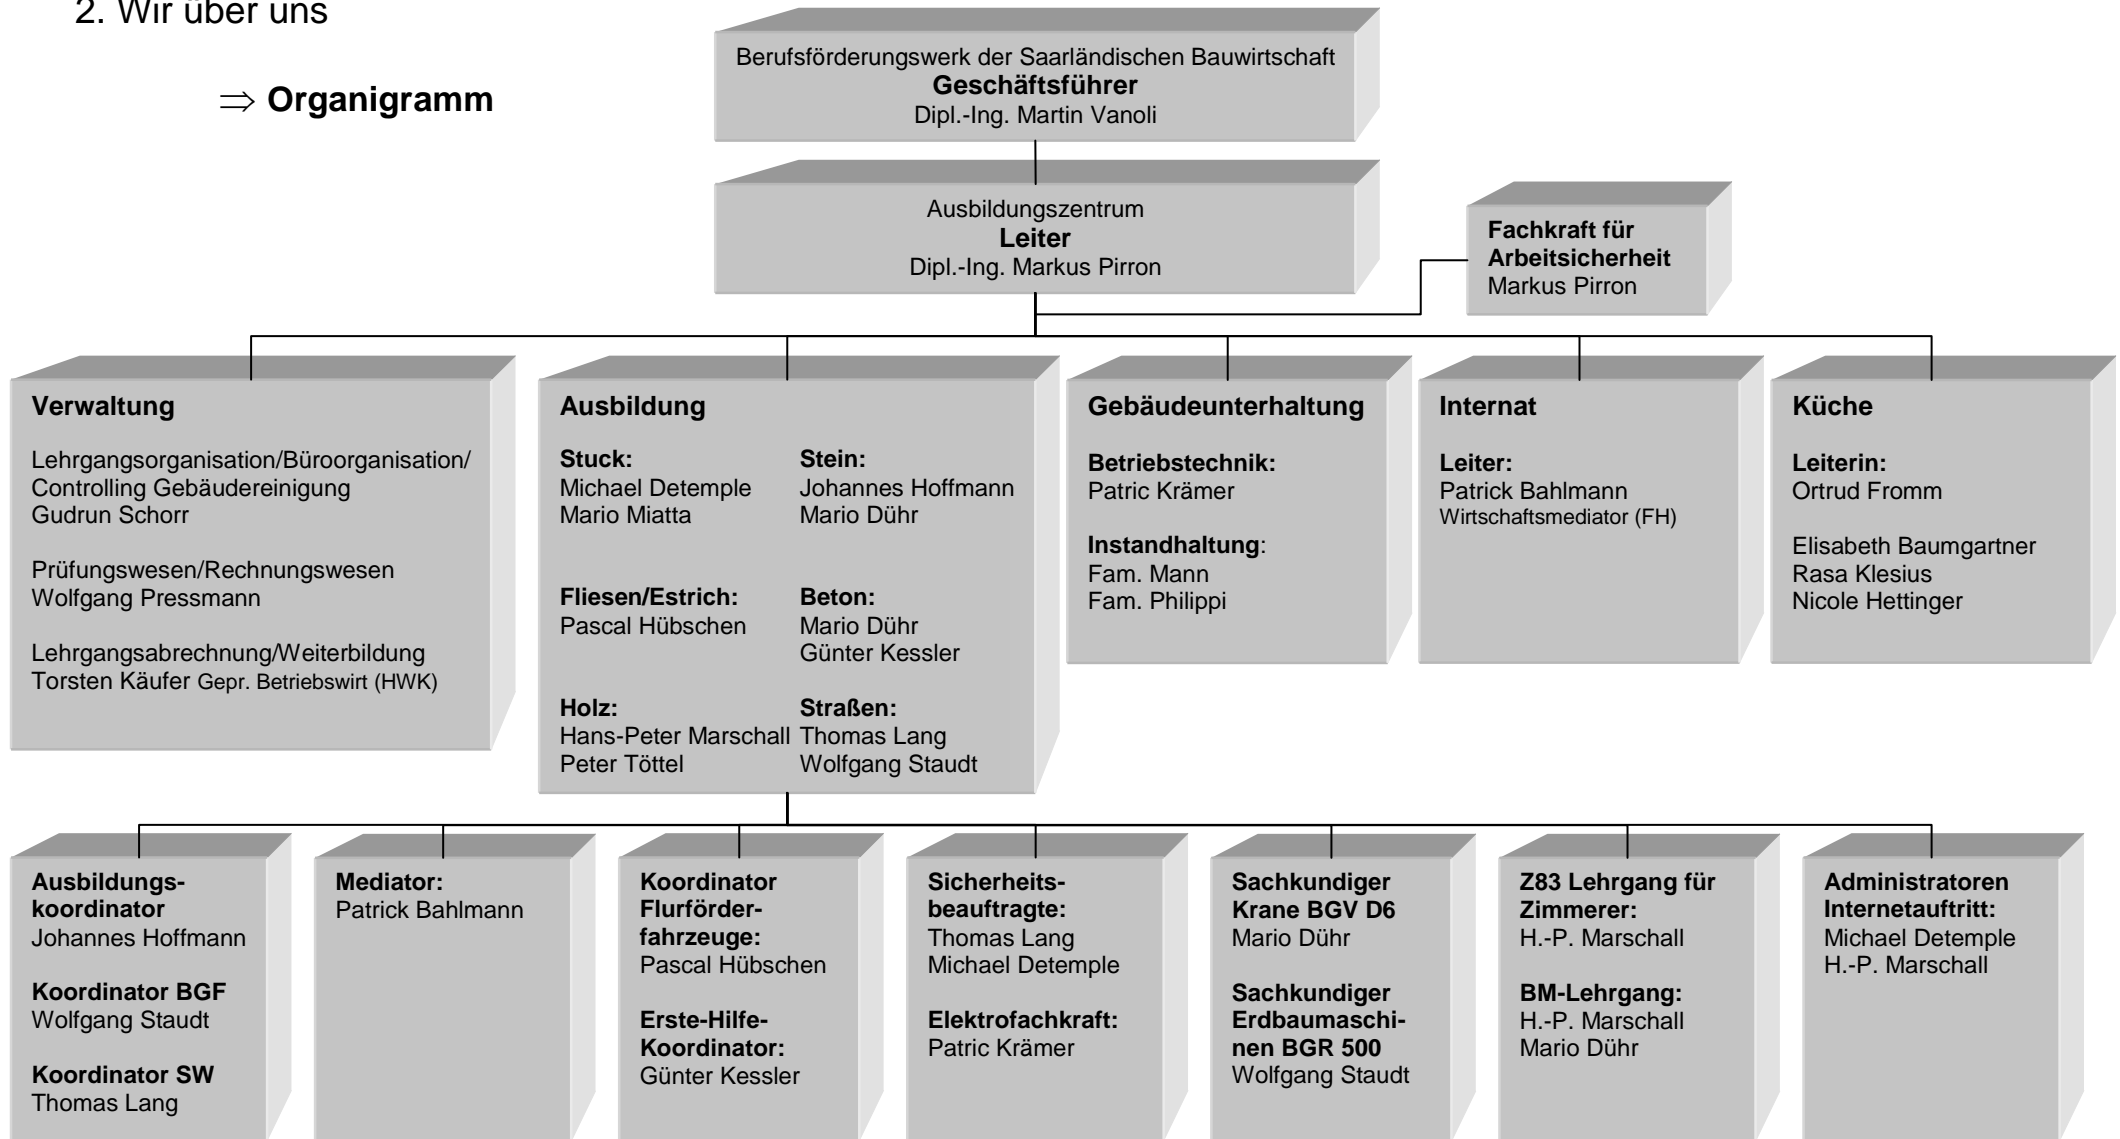 2. Wir über uns
⇒ Organigramm
Berufsförderungswerk der Saarländischen Bauwirtschaft
Geschäftsführer
Dipl.-Ing. Martin Vanoli
Ausbildungszentrum
Leiter
Dipl.-Ing. Markus Pirron
Fachkraft für
Arbeitsicherheit
Markus Pirron
Verwaltung
Lehrgangsorganisation/Büroorganisation/
Controlling Gebäudereinigung
Gudrun Schorr
Prüfungswesen/Rechnungswesen
Wolfgang Pressmann
Lehrgangsabrechnung/Weiterbildung
Torsten Käufer Gepr. Betriebswirt (HWK)
Ausbildung
Stuck:
Michael Detemple
Mario Miatta
Stein:
Johannes Hoffmann
Mario Dühr
Fliesen/Estrich:
Pascal Hübschen
Beton:
Mario Dühr
Günter Kessler
Holz:
Hans-Peter Marschall
Peter Töttel
Straßen:
Thomas Lang
Wolfgang Staudt
Gebäudeunterhaltung
Betriebstechnik:
Patric Krämer
Instandhaltung:
Fam. Mann
Fam. Philippi
Internat
Leiter:
Patrick Bahlmann
Wirtschaftsmediator (FH)
Küche
Leiterin:
Ortrud Fromm
Elisabeth Baumgartner
Rasa Klesius
Nicole Hettinger
Ausbildungs-
koordinator
Johannes Hoffmann
Koordinator BGF
Wolfgang Staudt
Koordinator SW
Thomas Lang
Mediator:
Patrick Bahlmann
Koordinator
Flurförder-
fahrzeuge:
Pascal Hübschen
Erste-Hilfe-
Koordinator:
Günter Kessler
Sicherheits-
beauftragte:
Thomas Lang
Michael Detemple
Elektrofachkraft:
Patric Krämer
Sachkundiger
Krane BGV D6
Mario Dühr
Sachkundiger
Erdbaumaschi-
nen BGR 500
Wolfgang Staudt
Z83 Lehrgang für
Zimmerer:
H.-P. Marschall
BM-Lehrgang:
H.-P. Marschall
Mario Dühr
Administratoren
Internetauftritt:
Michael Detemple
H.-P. Marschall